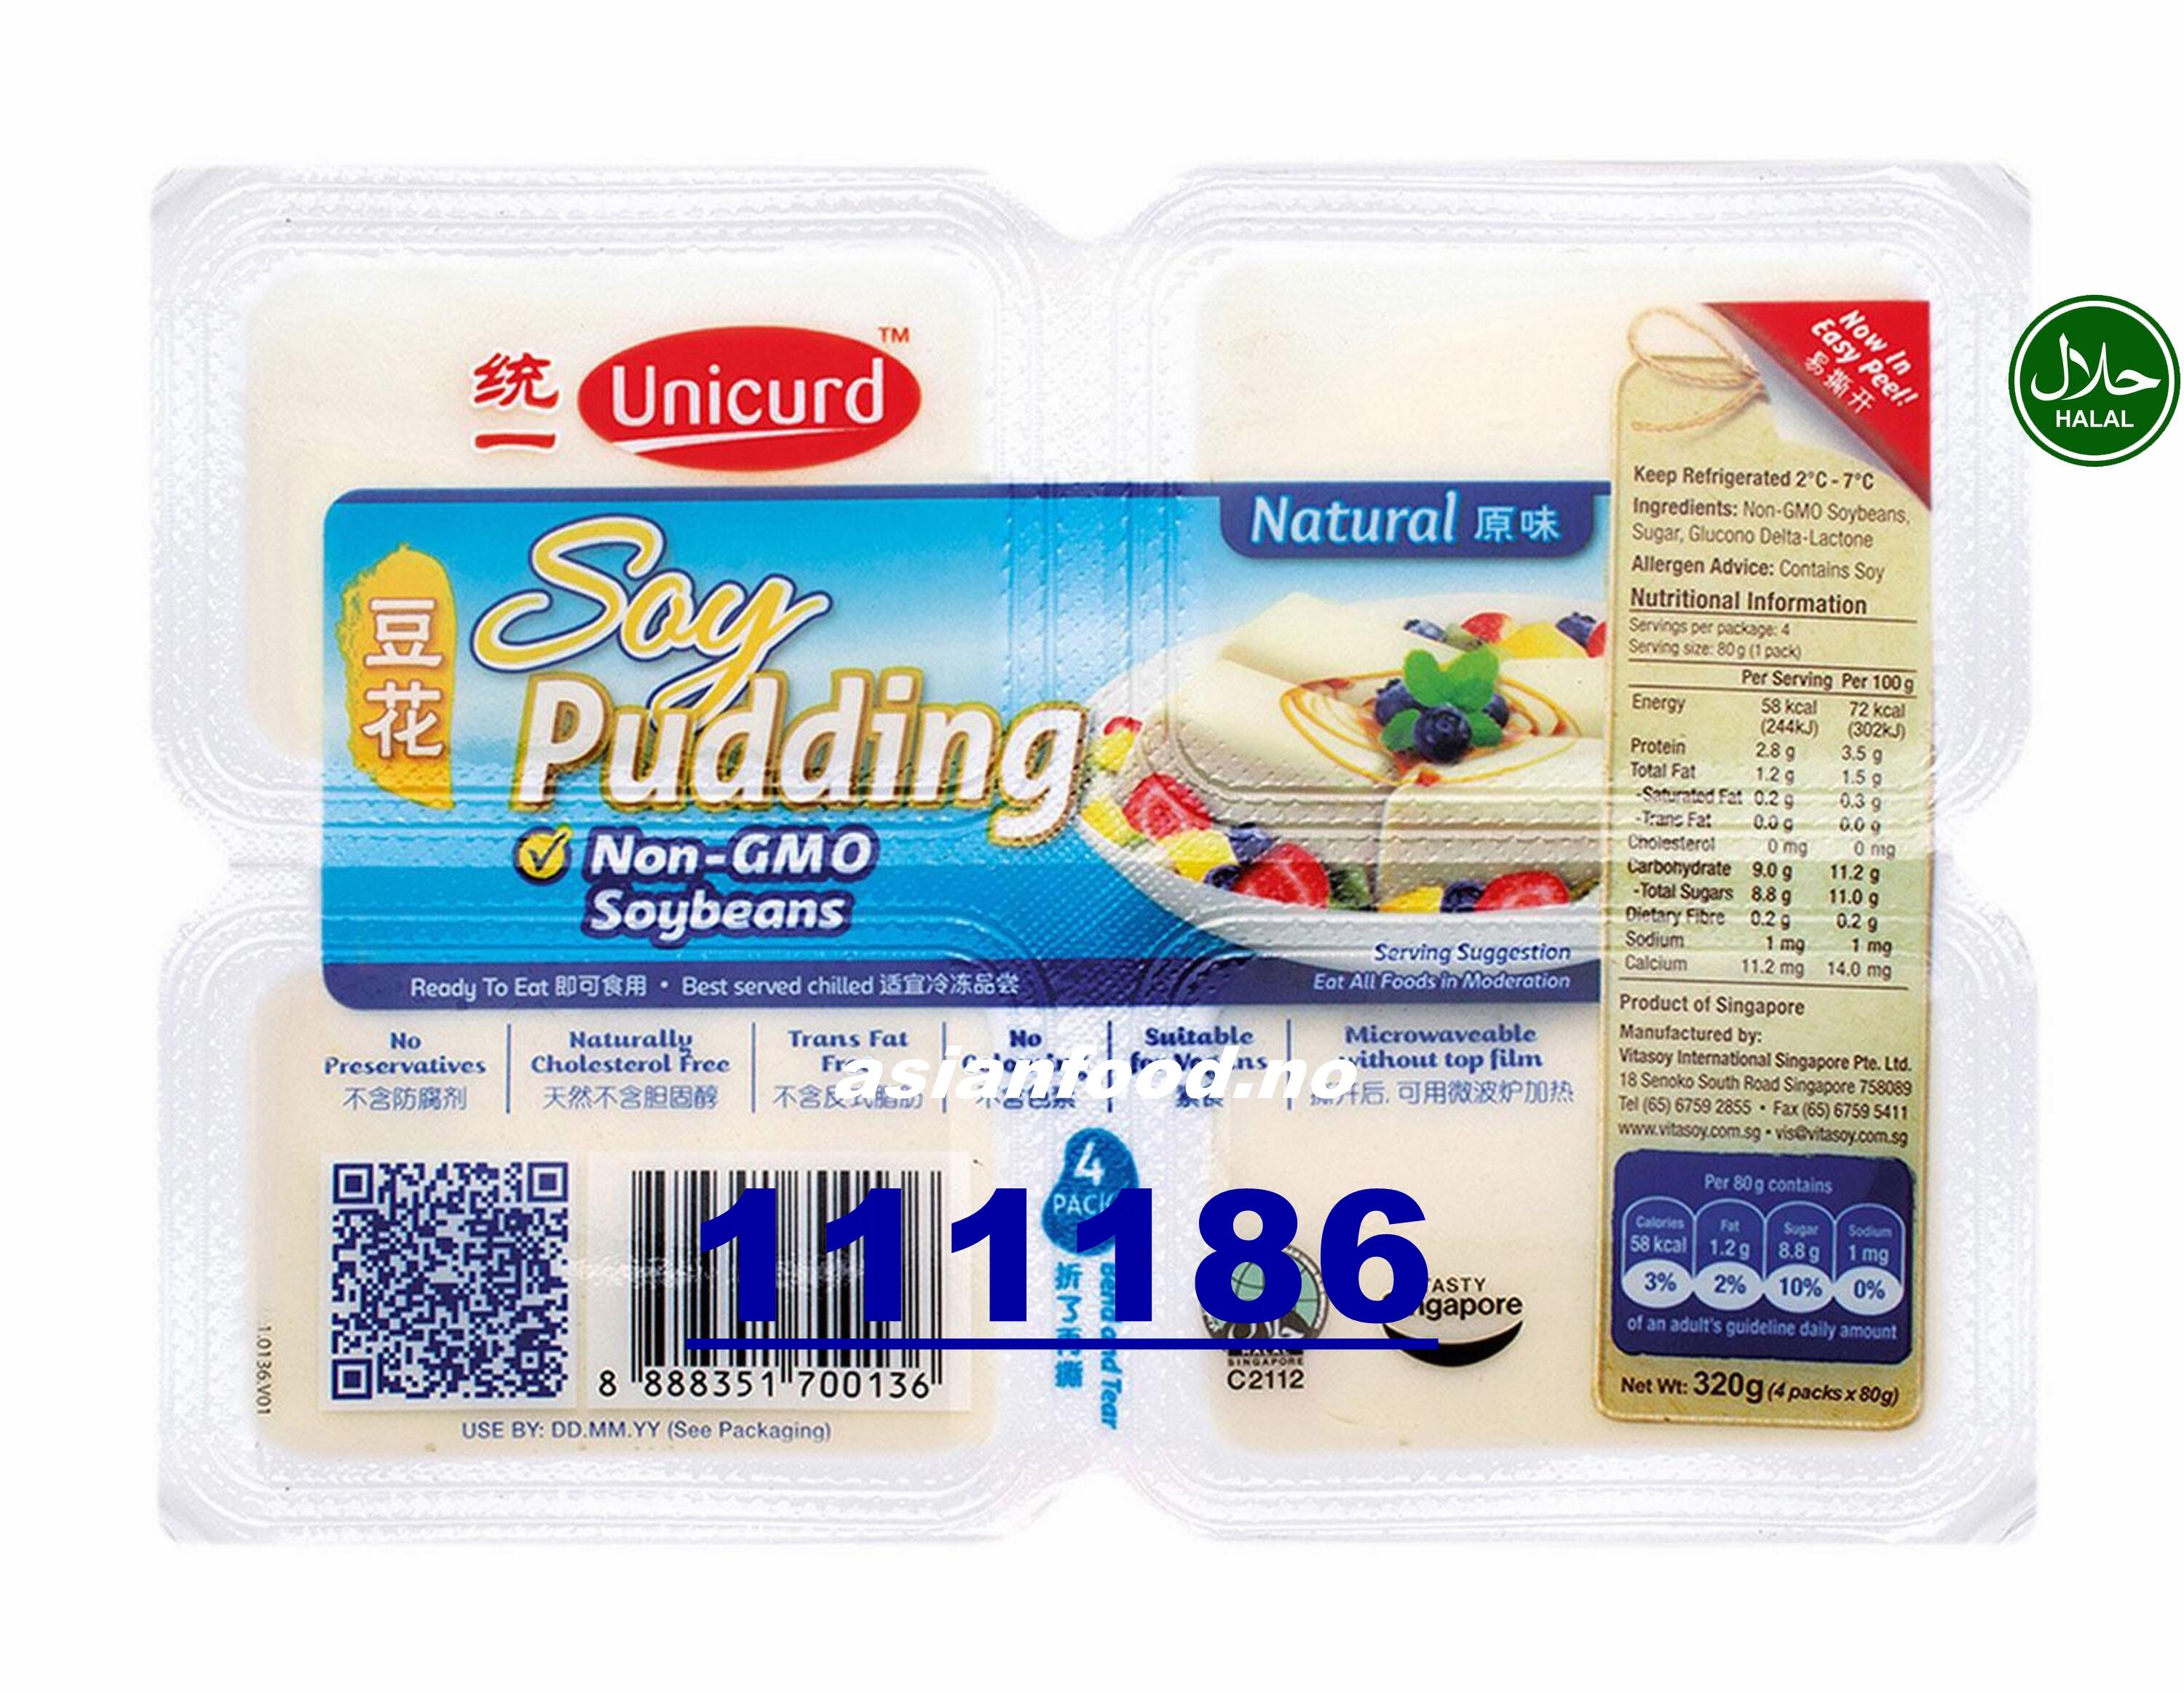 统一 Unicurd TM
Now In
Easy Peel!
易撕开
حلال
HALAL
Natural 原味
豆花
Soy
Pudding
Non-GMO
Soybeans
Serving Suggestion
Ready To Eat 即可食用 • Best served chilled 适宜冷冻品尝
Eat All Foods in Moderation
No
Preservatives
不含防腐剂
Naturally
Cholesterol Free
天然不含胆固醇
Trans Fat
No
Suitable
Microwaveable
without top film
可用微波炉加热
asianfood.no
Keep Refrigerated 2°C - 7°C
Ingredients: Non-GMO Soybeans,
Sugar, Glucono Delta-Lactone
Allergen Advice: Contains Soy
Nutritional Information
Servings per package: 4
Serving size: 80g (1 pack)
Per Serving Per 100g
Energy 58 kcal 72 kcal
(244kJ) (302kJ)
Protein 2.8 g 3.5 g
Total Fat 1.2 g 1.5 g
-Saturated Fat 0.2 g 0.3 g
-Trans Fat 0.0 g 0.0 g
Cholesterol 0 mg 0 mg
Carbohydrate 9.0 g 11.2 g
-Total Sugars 8.8 g 11.0 g
Dietary Fibre 0.2 g 0.2 g
Sodium 1 mg 1 mg
Calcium 11.2 mg 14.0 mg
Product of Singapore
Manufactured by:
Vitasoy International Singapore Pte. Ltd.
18 Senoko South Road Singapore 758089
Tel (65) 6759 2855 • Fax (65) 6759 5411
www.vitasoy.com.sg • vis@vitasoy.com.sg
Per 80g contains
Calories Fat Sugar Sodium
58 kcal 1.2 g 8.8 g 1 mg
3% 2% 10% 0%
of an adult's guideline daily amount
Net Wt: 320g (4 packs x 80g)
4
111186
8 888351 700136
USE BY: DD.MM.YY (See Packaging)
1.0136.V01
Tear
SINGAPORE
C2112